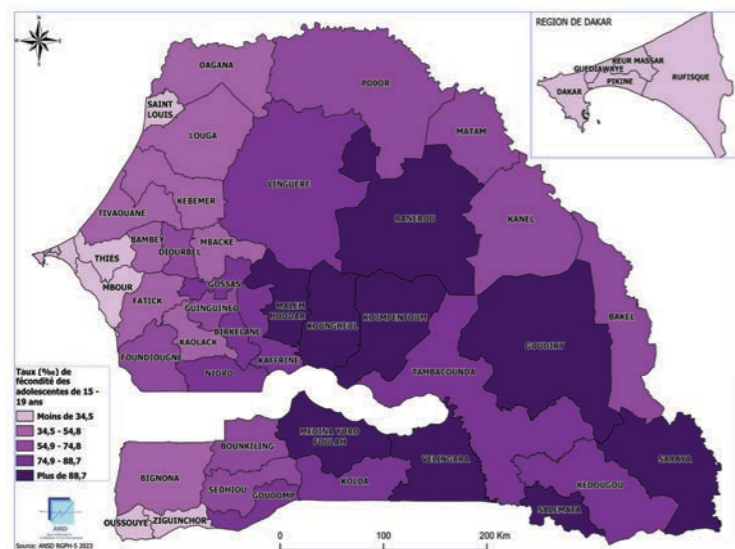 REGION DE DAKAR
KEUR MASSAR
GUEDIAWAYE
RUFISQUE
PIKINE
DAKAR
DAGANA
PODOR
SAINT
LOUIS
LOUGA
MATAM
LINGUERE
KEBEMER
RANEROU
KANEL
TIVAOUANE
BAMBEY
MBACKE
DIOURBEL
THIES
MBOUR
GOSSAS
FATICK
GUINGUINEO
MALEM
HODDAR
KOUNGHEUL
KOUMPENTOUM
BAKEL
BIRKELANE
KAOLACK
GOUDIRY
FOUNDIOUGNE
KAFFRINE
NIORO
TAMBACOUNDA
Taux (‰) de
fécondité des
adolescentes de 15 -
19 ans
Moins de 34,5
34,5 - 54,8
54,9 - 74,8
74,9 - 88,7
Plus de 88,7
MEDINA YORO
FOULAH
BOUNKILING
VELINGARA
SARAYA
BIGNONA
SEDHIOU
GOUDOMP
KOLDA
KEDOUGOU
SALEMATA
OUSSOUYE
ZIGUINCHOR
ANSD
Source: ANSD RGPH-5 2023
0 100 200 Km